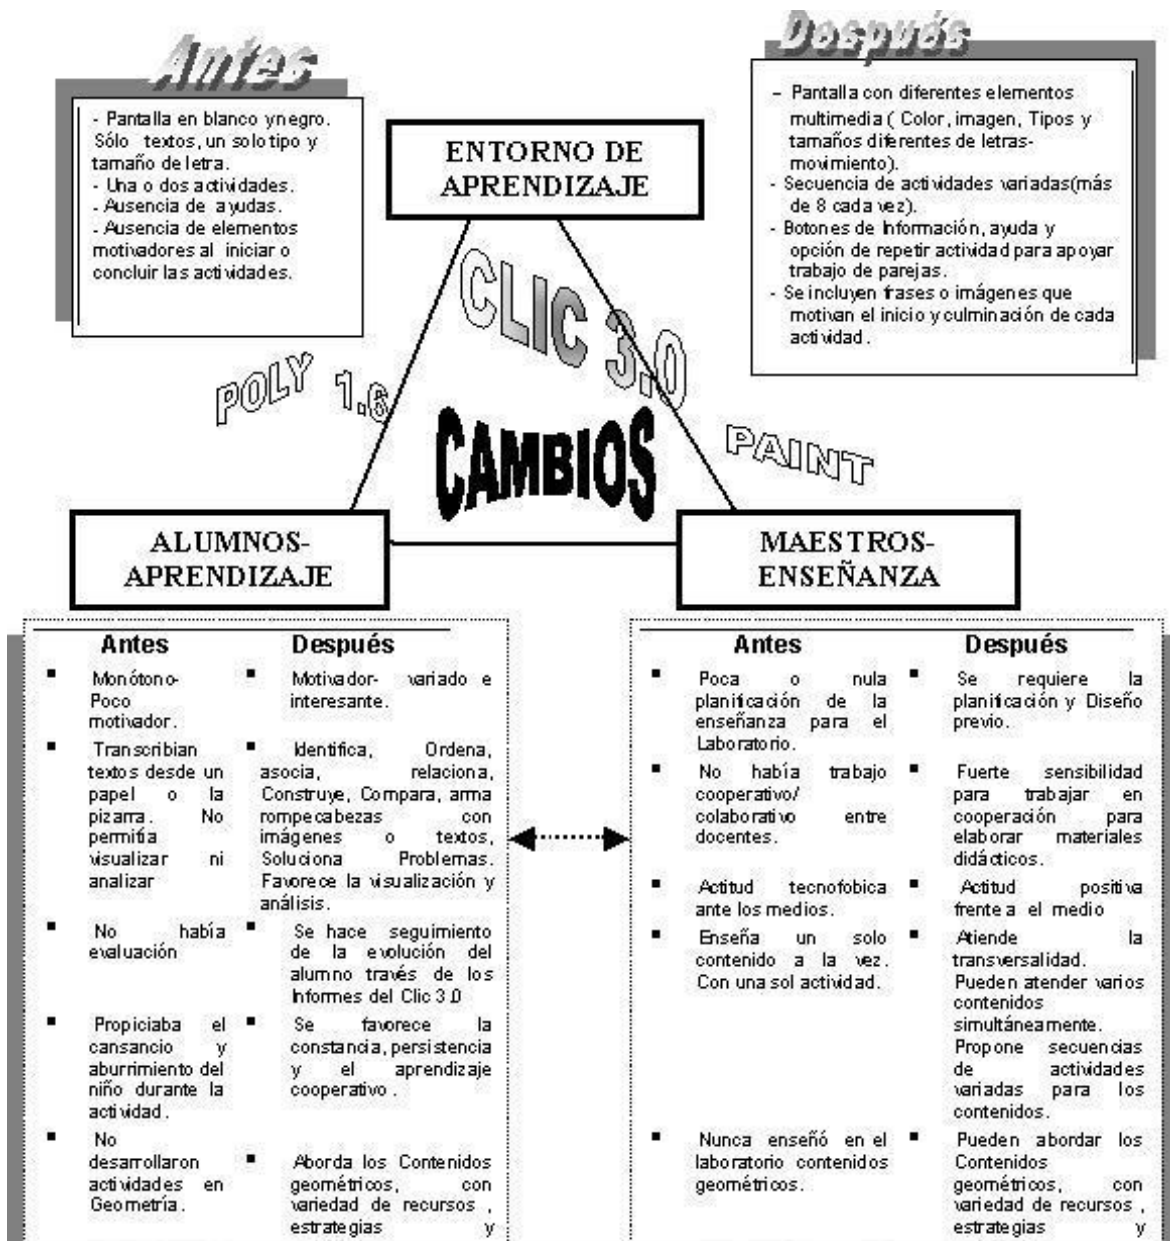 Antes
- Pantalla en blanco y negro.
Sólo textos, un solo tipo y
tamaño de letra.
- Una o dos actividades.
- Ausencia de ayudas.
- Ausencia de elementos
motivadores al iniciar o
concluir las actividades.
Después
- Pantalla con diferentes elementos
multimedia ( Color, imagen, Tipos y
tamaños diferentes de letras-
movimiento).
- Secuencia de actividades variadas(más
de 8 cada vez).
- Botones de Información, ayuda y
opción de repetir actividad para apoyar
trabajo de parejas.
- Se incluyen frases o imágenes que
motivan el inicio y culminación de cada
actividad.
ENTORNO DE
APRENDIZAJE
CLIC 3.0
POLY 1.6
CAMBIOS
PAINT
ALUMNOS-
APRENDIZAJE
MAESTROS-
ENSEÑANZA
Antes
▪ Monótono-
Poco
motivador.
▪ Transcribian
textos desde un
papel o la
pizarra. No
permitía
visualizar ni
analizar
▪ No había
evaluación
▪ Propiciaba el
cansancio y
aburrimiento del
niño durante la
actividad.
▪ No
desarrollaron
actividades en
Geometría.
Después
▪ Motivador- variado e
interesante.
▪ Identifica, Ordena,
asocia, relaciona,
Construye, Compara, arma
rompecabezas con
imágenes o textos,
Soluciona Problemas.
Favorece la visualización y
análisis.
▪ Se hace seguimiento
de la evolución del
alumno través de los
Informes del Clic 3.0
▪ Se favorece la
constancia, persistencia
y el aprendizaje
cooperativo .
▪ Aborda los Contenidos
geométricos, con
variedad de recursos ,
estrategias y
Antes
▪ Poca o nula
planificación de la
enseñanza para el
Laboratorio.
▪ No había trabajo
cooperativo/
colaborativo entre
docentes.
▪ Actitud tecnofobica
ante los medios.
▪ Enseña un solo
contenido a la vez.
Con una sol actividad.
▪ Nunca enseñó en el
laboratorio contenidos
geométricos.
Después
▪ Se requiere la
planificación y Diseño
previo.
▪ Fuerte sensibilidad
para trabajar en
cooperación para
elaborar materiales
didácticos.
▪ Actitud positiva
frente a el medio
▪ Atiende la
transversalidad.
Pueden atender varios
contenidos
simultáneamente.
Propone secuencias
de actividades
variadas para los
contenidos.
▪ Pueden abordar los
Contenidos
geométricos, con
variedad de recursos ,
estrategias y